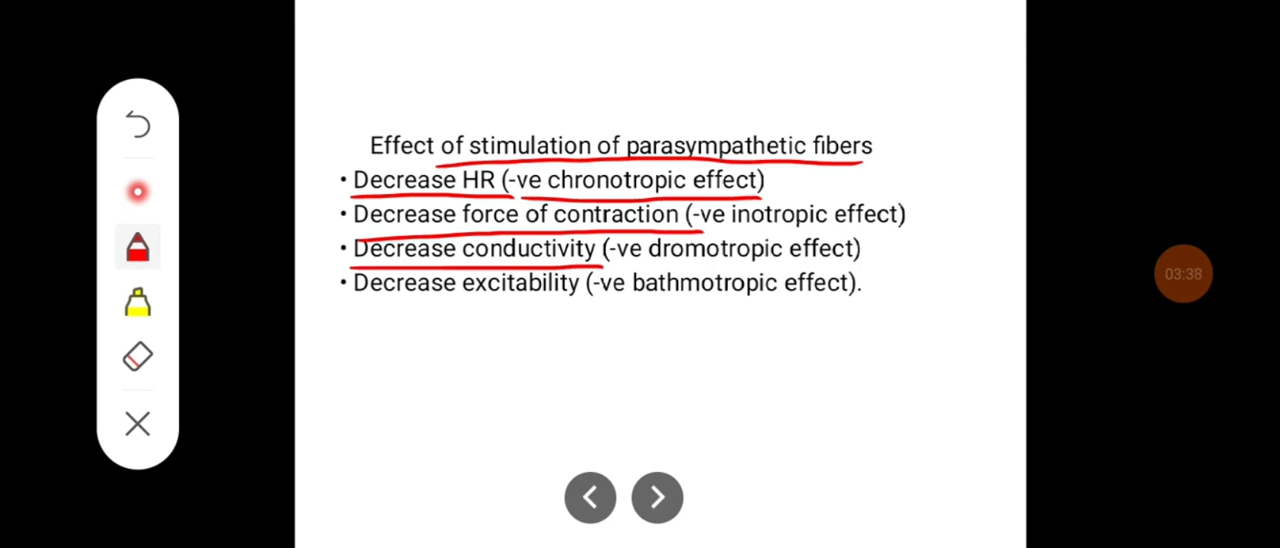 Effect of stimulation of parasympathetic fibers
• Decrease HR (-ve chronotropic effect)
• Decrease force of contraction (-ve inotropic effect)
• Decrease conductivity (-ve dromotropic effect)
• Decrease excitability (-ve bathmotropic effect).
03:38